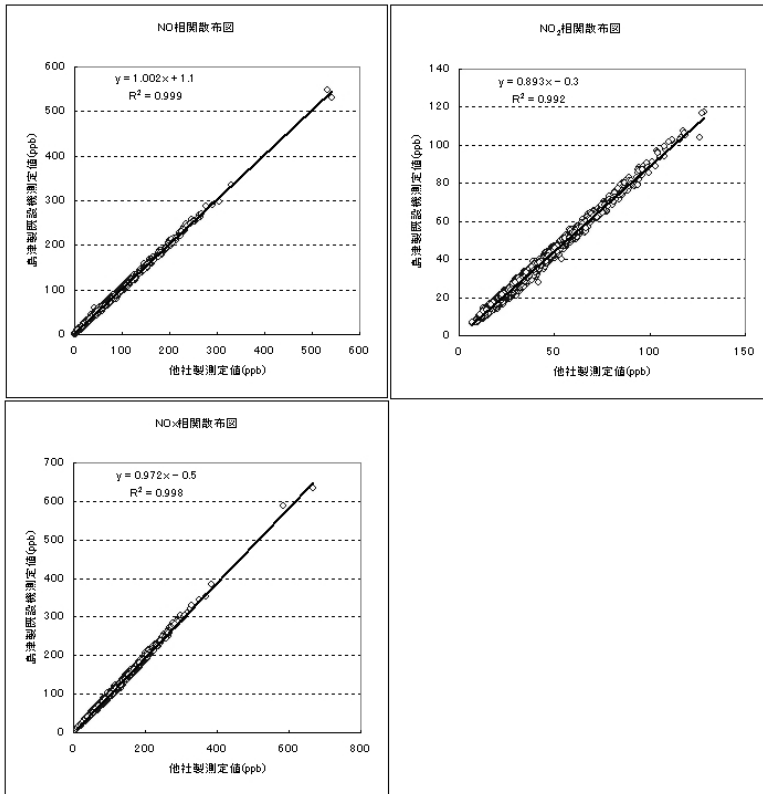 NO相関散布図
y = 1.002x + 1.1
R² = 0.999
600
500
400
300
200
100
0
0 100 200 300 400 500 600
島津製既設機測定値(ppb)
他社製測定値(ppb)
NO₂相関散布図
y = 0.893x − 0.3
R² = 0.992
140
120
100
80
60
40
20
0
0 50 100 150
島津製既設機測定値(ppb)
他社製測定値(ppb)
NOx相関散布図
y = 0.972x − 0.5
R² = 0.998
700
600
500
400
300
200
100
0
0 200 400 600 800
島津製既設機測定値(ppb)
他社製測定値(ppb)